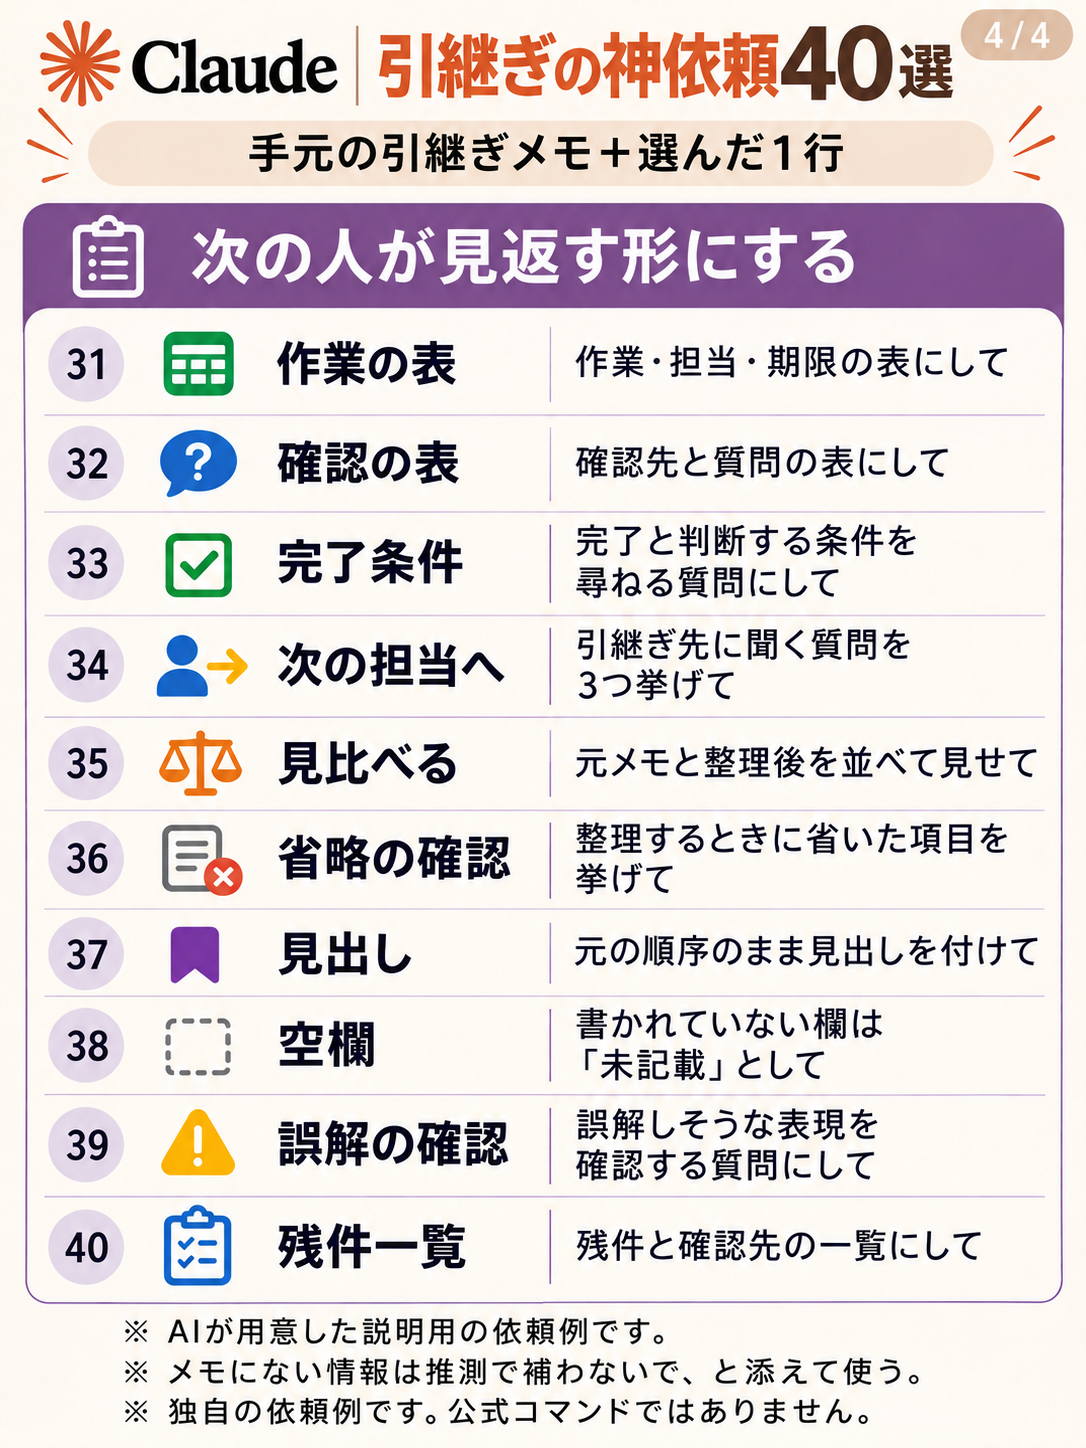 Claude 引継ぎの神依頼40選 4/4
手元の引継ぎメモ＋選んだ1行
次の人が見返す形にする
31 作業の表 作業・担当・期限の表にして
32 確認の表 確認先と質問の表にして
33 完了条件 完了と判断する条件を
尋ねる質問にして
34 次の担当へ 引継ぎ先に聞く質問を
3つ挙げて
35 見比べる 元メモと整理後を並べて見せて
36 省略の確認 整理するときに省いた項目を
挙げて
37 見出し 元の順序のまま見出しを付けて
38 空欄 書かれていない欄は
「未記載」として
39 誤解の確認 誤解しそうな表現を
確認する質問にして
40 残件一覧 残件と確認先の一覧にして
※ AIが用意した説明用の依頼例です。
※ メモにない情報は推測で補わないで、と添えて使う。
※ 独自の依頼例です。公式コマンドではありません。